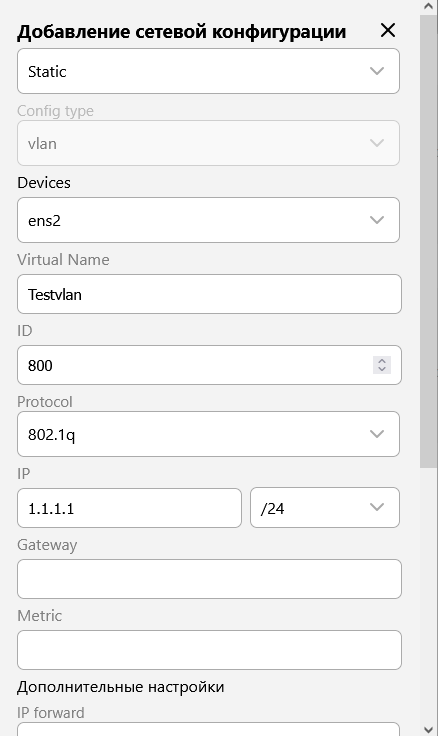 Добавление сетевой конфигурации
Static
Config type
vlan
Devices
ens2
Virtual Name
Testvlan
ID
800
Protocol
802.1q
IP
1.1.1.1 /24
Gateway
Metric
Дополнительные настройки
IP forward